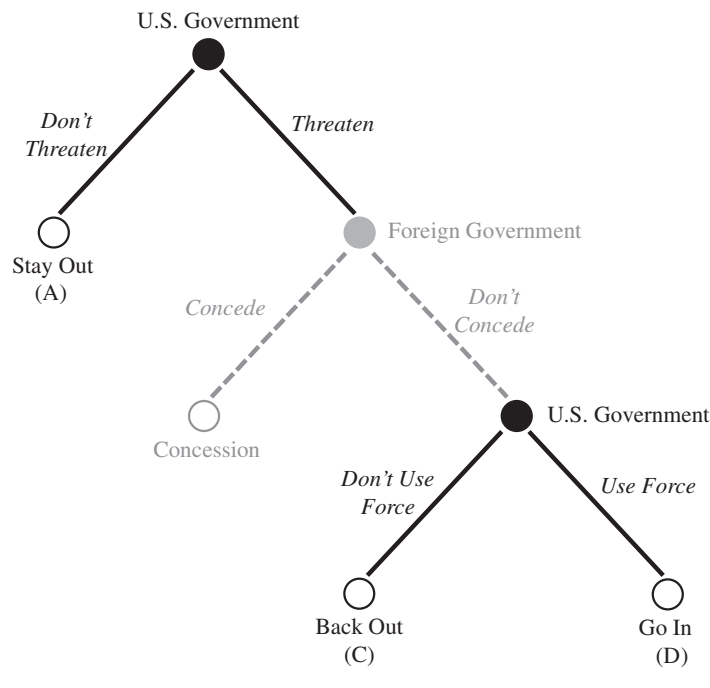 U.S. Government
Don't
Threaten
Threaten
Foreign Government
Stay Out
(A)
Concede
Don't
Concede
U.S. Government
Concession
Don't Use
Force
Use Force
Back Out
(C)
Go In
(D)